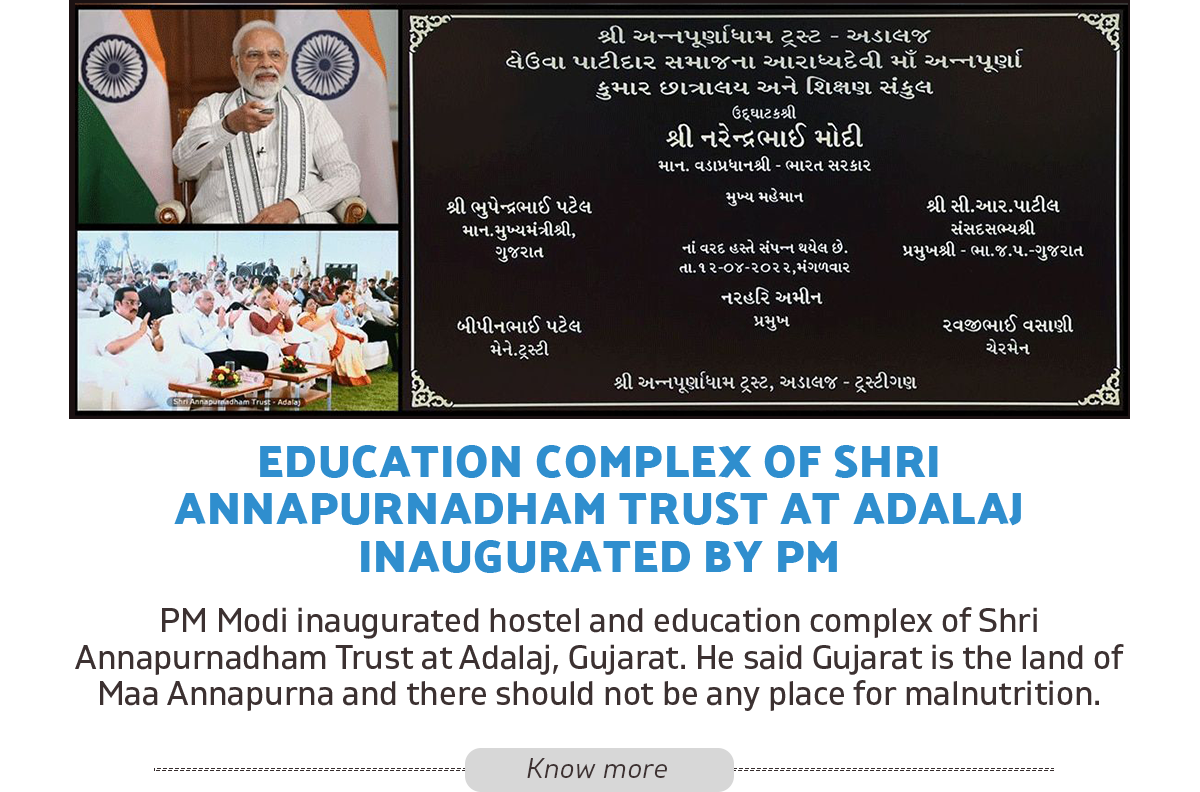 શ્રી અન્નપૂર્ણાધામ ટ્રસ્ટ - અડાલજ
લેઉવા પાટીદાર સમાજના આરાધ્યદેવી માઁ અન્નપૂર્ણા
કુમાર છાત્રાલય અને શિક્ષણ સંકુલ
ઉદ્ઘાટકશ્રી
શ્રી નરેન્દ્રભાઈ મોદી
માન. વડાપ્રધાનશ્રી - ભારત સરકાર
મુખ્ય મહેમાન
શ્રી ભુપેન્દ્રભાઈ પટેલ
માન.મુખ્યમંત્રીશ્રી,
ગુજરાત
શ્રી સી.આર.પાટીલ
સંસદસભ્યશ્રી
પ્રમુખશ્રી - ભા.જ.પ.-ગુજરાત
નાં વરદ હસ્તે સંપન્ન થયેલ છે.
તા.૧૨-૦૪-૨૦૨૨,મંગળવાર
નરહરિ અમીન
પ્રમુખ
બીપીનભાઈ પટેલ
મેને.ટ્રસ્ટી
રવજીભાઈ વસાણી
ચેરમેન
શ્રી અન્નપૂર્ણાધામ ટ્રસ્ટ, અડાલજ - ટ્રસ્ટીગણ
Shri Annapurnadham Trust - Adalaj
EDUCATION COMPLEX OF SHRI
ANNAPURNADHAM TRUST AT ADALAJ
INAUGURATED BY PM
PM Modi inaugurated hostel and education complex of Shri
Annapurnadham Trust at Adalaj, Gujarat. He said Gujarat is the land of
Maa Annapurna and there should not be any place for malnutrition.
Know more